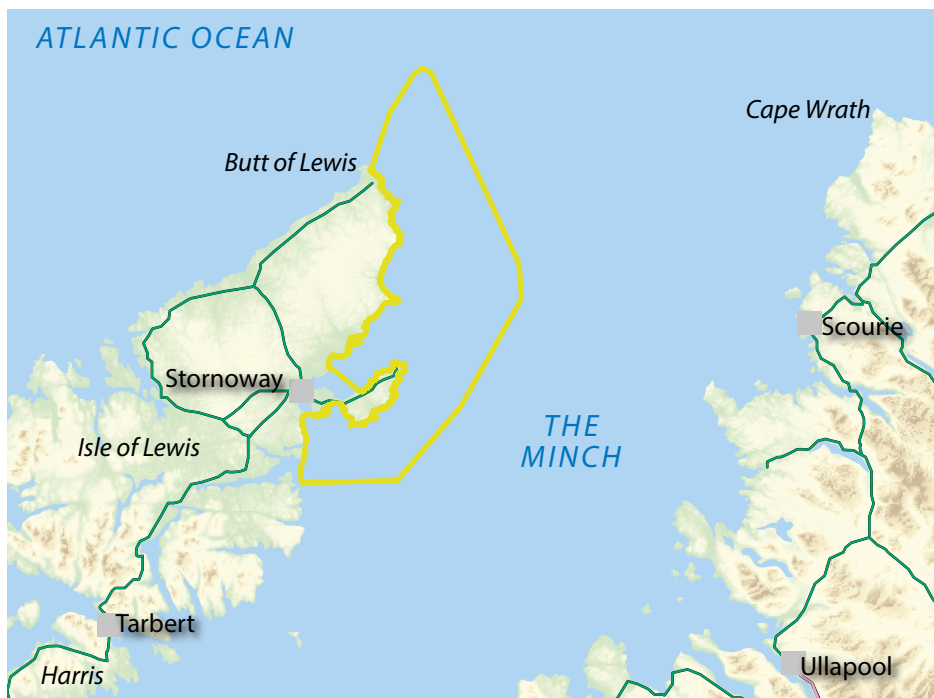 ATLANTIC OCEAN
Cape Wrath
Butt of Lewis
Scourie
Stornoway
THE
MINCH
Isle of Lewis
Tarbert
Ullapool
Harris